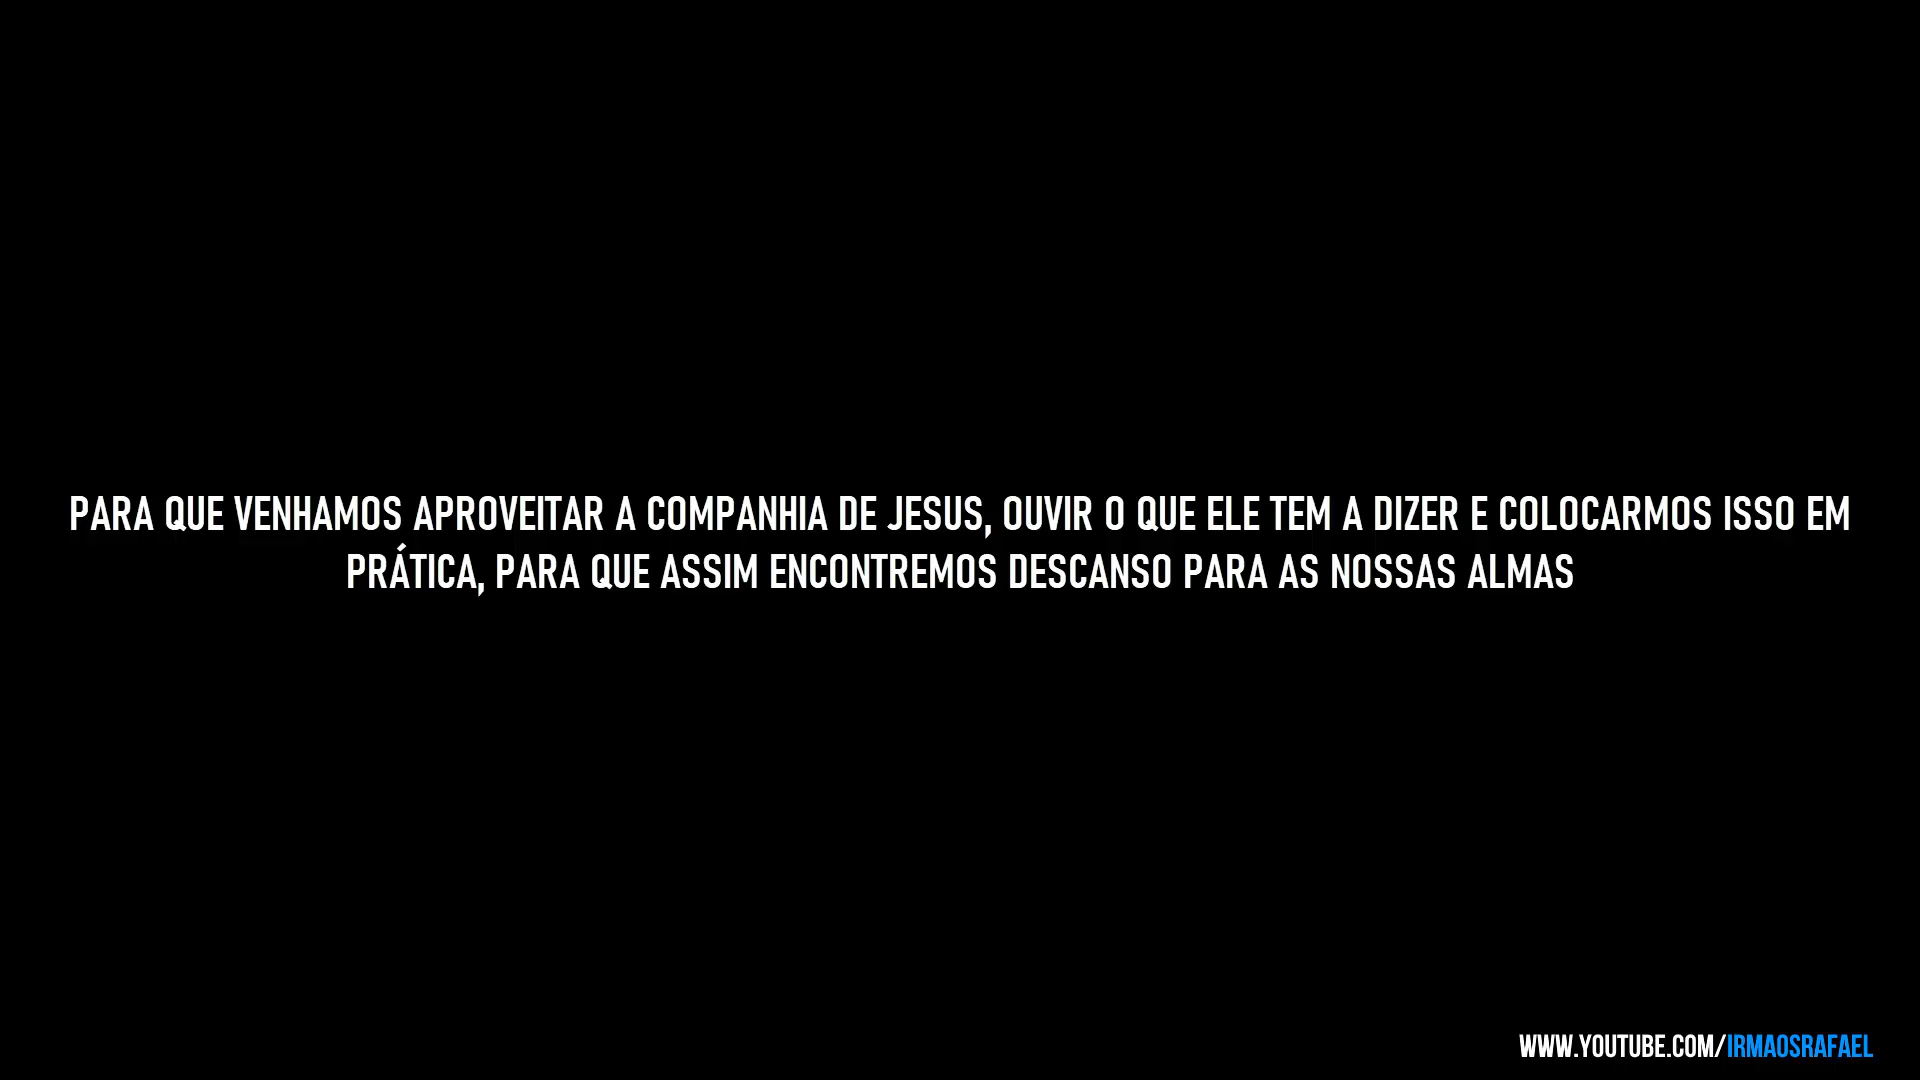 PARA QUE VENHAMOS APROVEITAR A COMPANHIA DE JESUS, OUVIR O QUE ELE TEM A DIZER E COLOCARMOS ISSO EM
PRÁTICA, PARA QUE ASSIM ENCONTREMOS DESCANSO PARA AS NOSSAS ALMAS
WWW.YOUTUBE.COM/IRMAOSRAFAEL